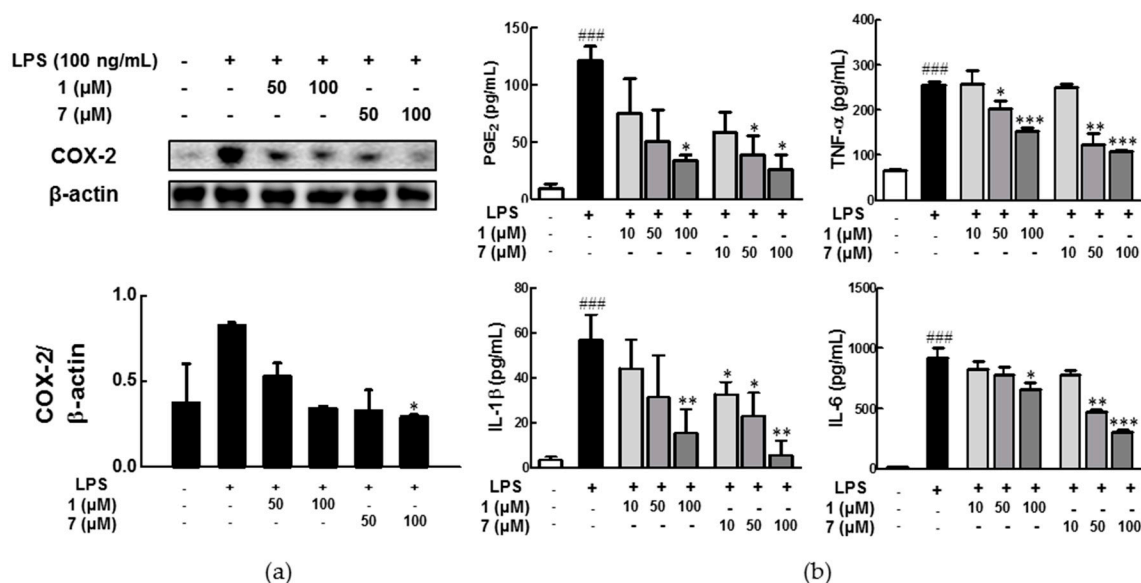 LPS (100 ng/mL) - + + + + +
1 (μM) - - 50 100 - -
7 (μM) - - - - 50 100
COX-2
β-actin
COX-2/
β-actin
1.0
0.5
0.0
*
LPS - + + + + +
1 (μM) - - 50 100 - -
7 (μM) - - - - 50 100
(a)
PGE2 (pg/mL)
150
100
50
0
###
*
*
*
LPS - + + + + + + +
1 (μM) - - 10 50 100 - - -
7 (μM) - - - - - 10 50 100
TNF-α (pg/mL)
400
300
200
100
0
###
*
***
**
***
LPS - + + + + + + +
1 (μM) - - 10 50 100 - - -
7 (μM) - - - - - 10 50 100
IL-1β (pg/mL)
80
60
40
20
0
###
**
*
*
**
LPS - + + + + + + +
1 (μM) - - 10 50 100 - - -
7 (μM) - - - - - 10 50 100
IL-6 (pg/mL)
1500
1000
500
0
###
*
**
***
LPS - + + + + + + +
1 (μM) - - 10 50 100 - - -
7 (μM) - - - - - 10 50 100
(b)